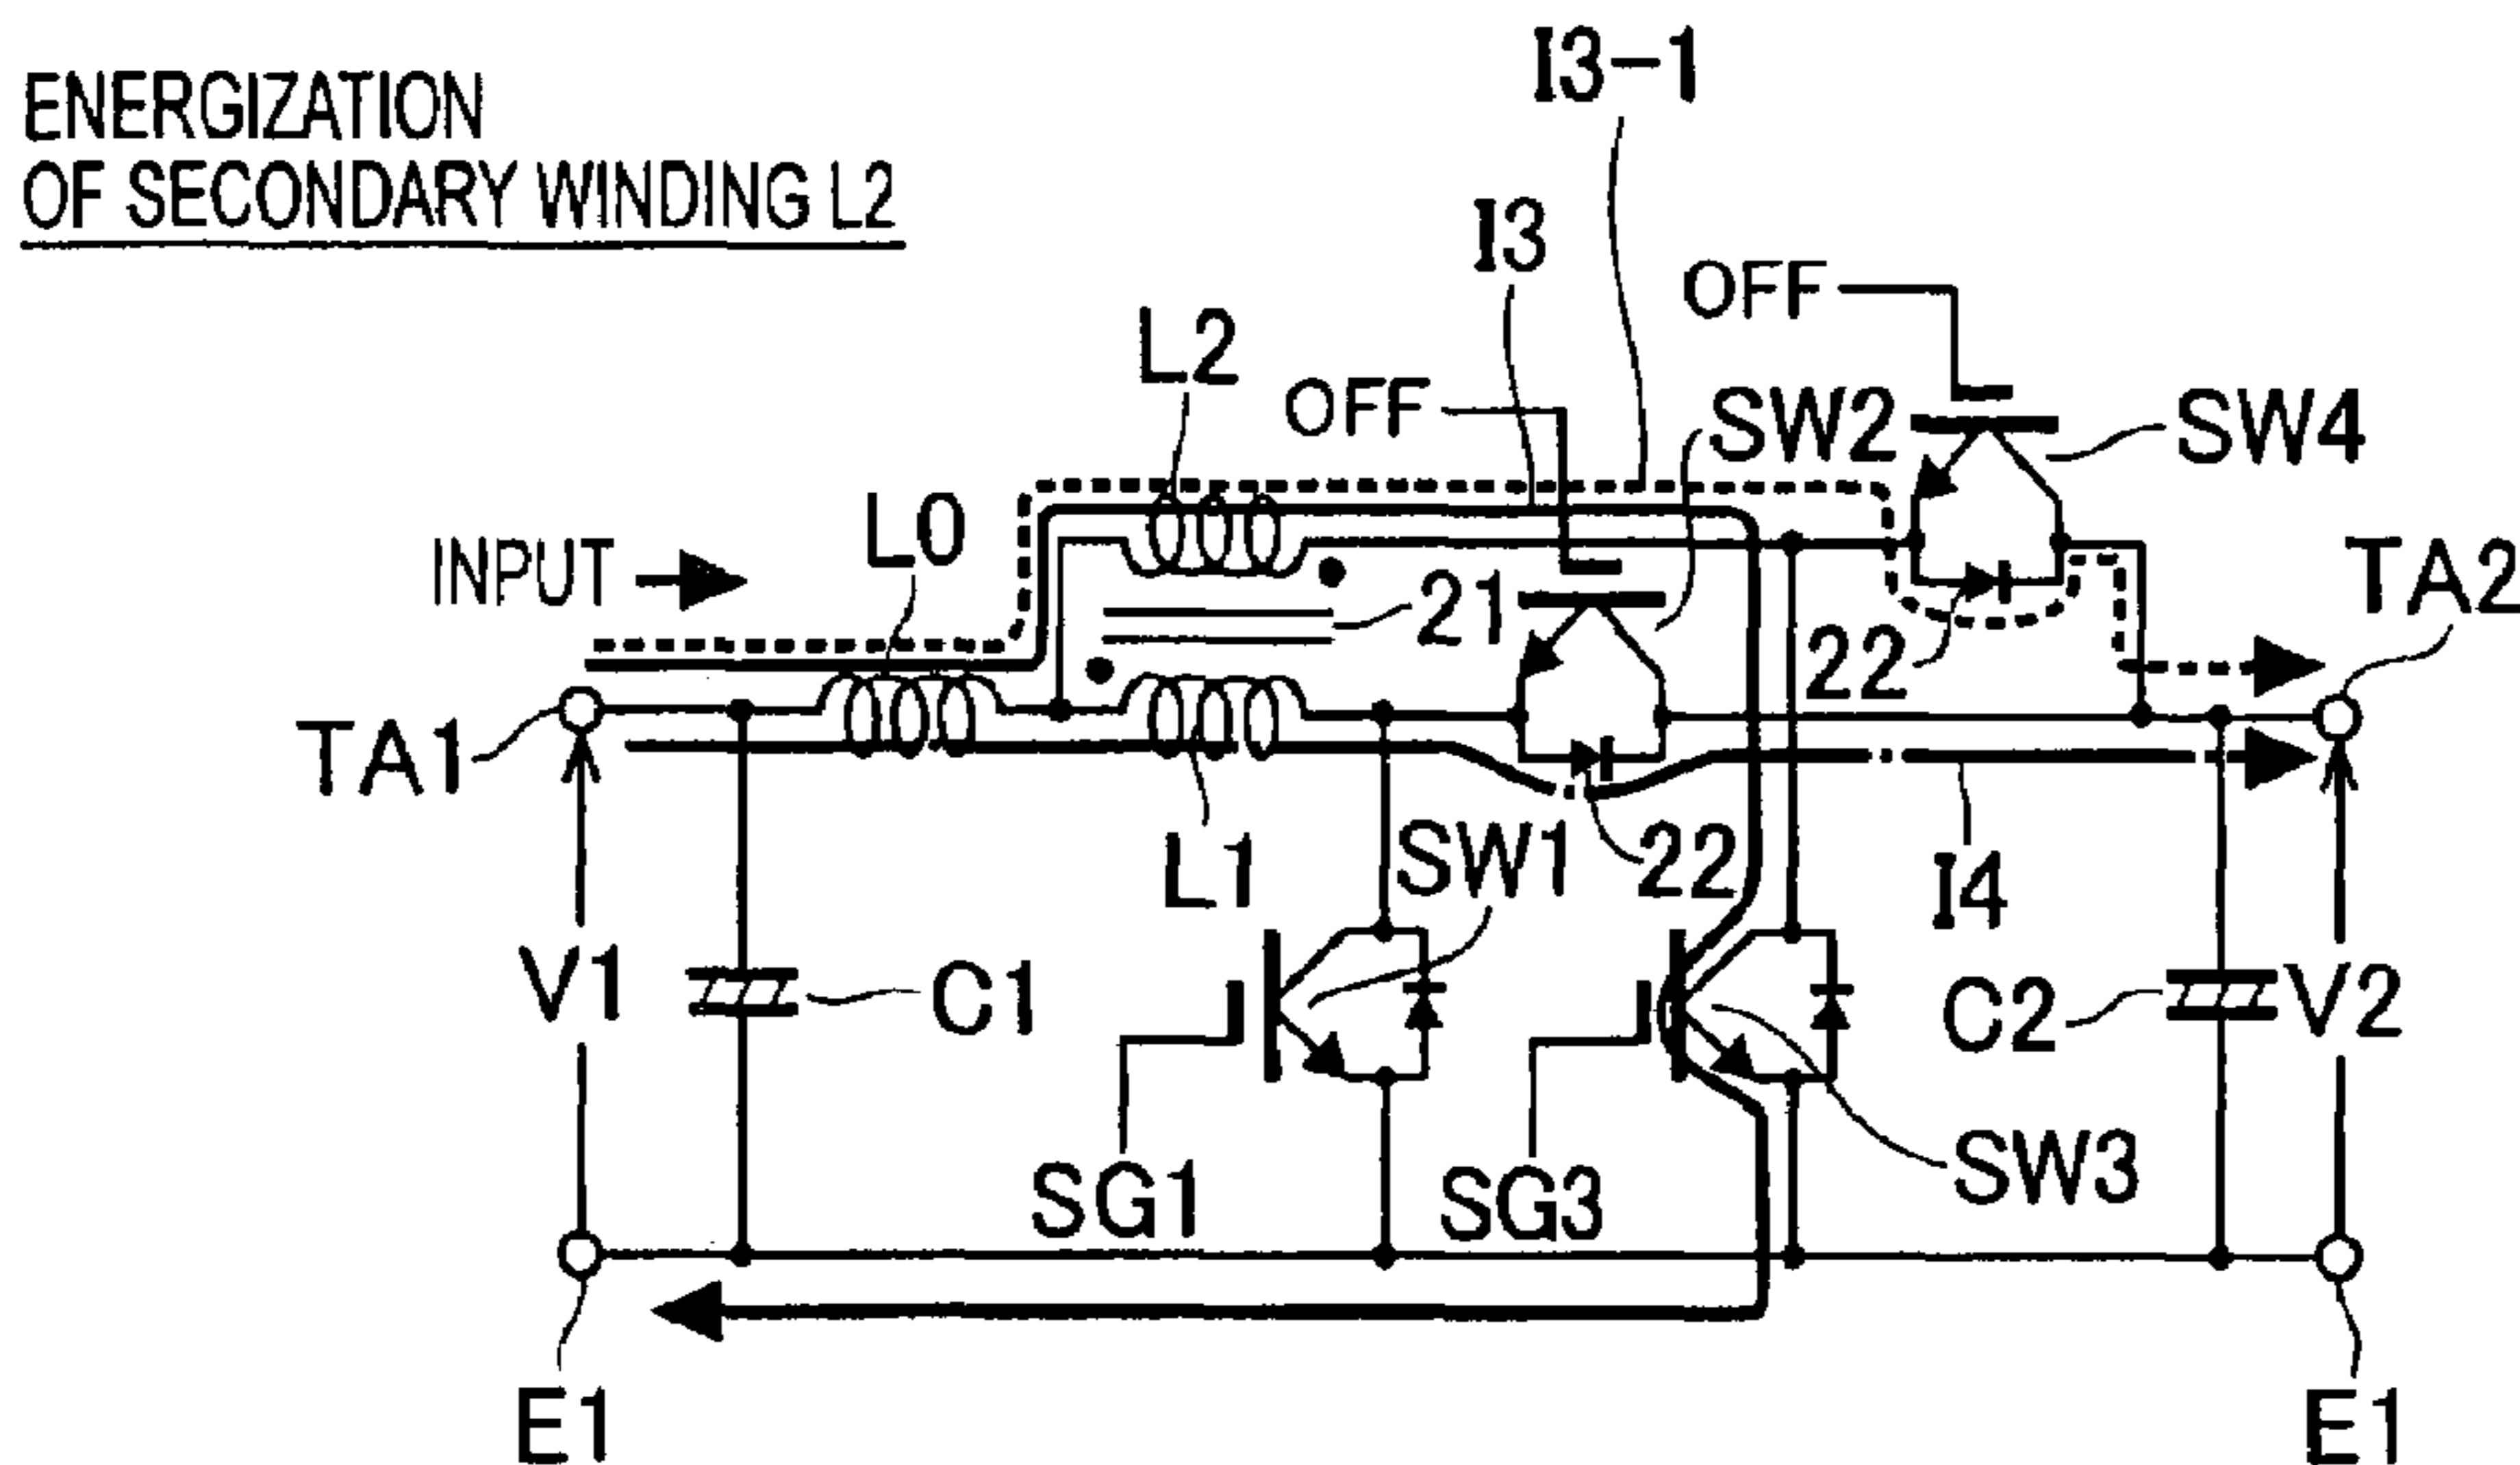 ENERGIZATION
OF SECONDARY WINDING L2
I3-1
I3
OFF
L2
OFF
SW2
SW4
L0
INPUT
21
TA2
22
TA1
L1
SW1
22
I4
V1
C1
C2
V2
SG1
SG3
SW3
E1
E1